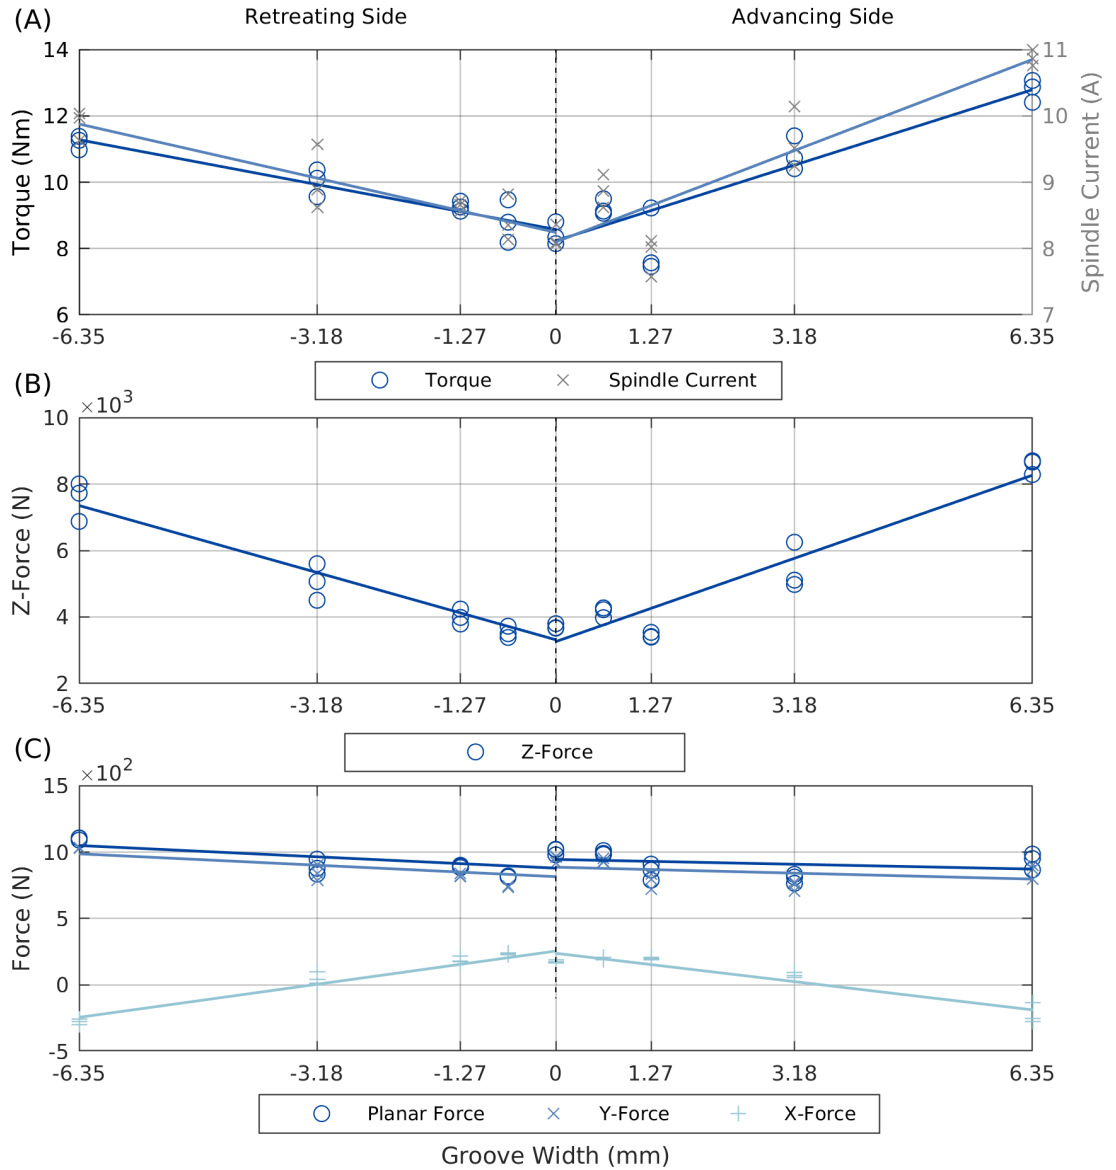 (A) Retreating Side Advancing Side
14 11
12 10
10 9
8 8
6 7
Torque (Nm)
Spindle Current (A)
-6.35 -3.18 -1.27 0 1.27 3.18 6.35
Torque Spindle Current
(B)
×10³
10
8
6
4
2
Z-Force (N)
-6.35 -3.18 -1.27 0 1.27 3.18 6.35
Z-Force
(C)
×10²
15
10
5
0
-5
Force (N)
-6.35 -3.18 -1.27 0 1.27 3.18 6.35
Planar Force Y-Force X-Force
Groove Width (mm)